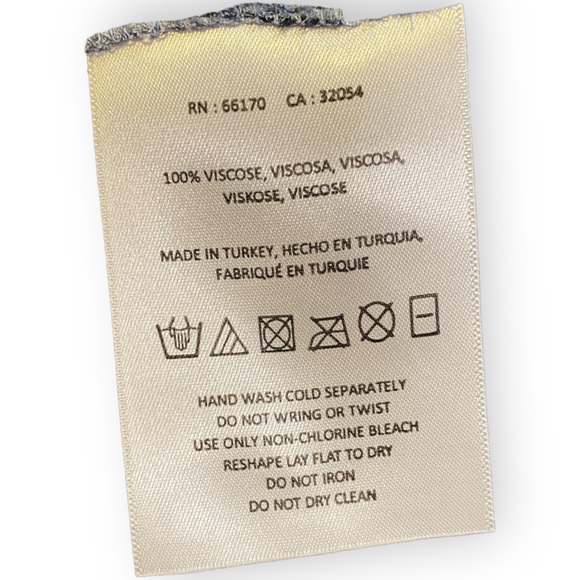 RN : 66170 CA : 32054
100% VISCOSE, VISCOSA, VISCOSA,
VISKOSE, VISCOSE
MADE IN TURKEY, HECHO EN TURQUIA,
FABRIQUÉ EN TURQUIE
HAND WASH COLD SEPARATELY
DO NOT WRING OR TWIST
USE ONLY NON-CHLORINE BLEACH
RESHAPE LAY FLAT TO DRY
DO NOT IRON
DO NOT DRY CLEAN